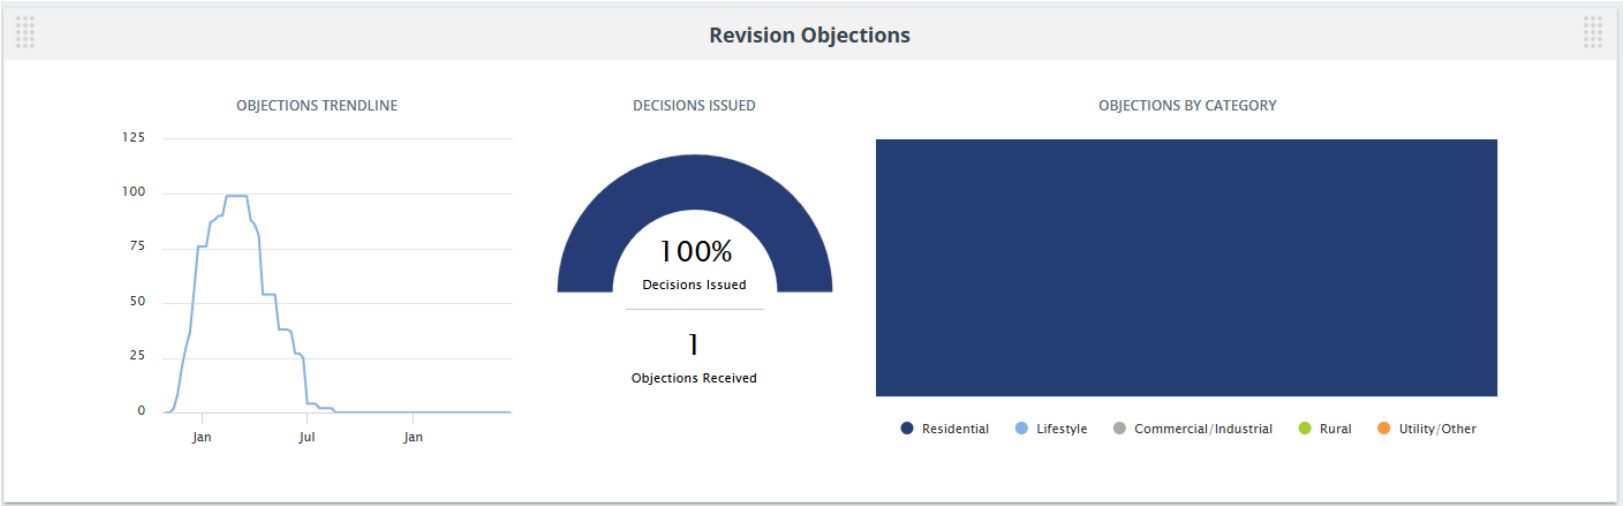 Revision Objections
OBJECTIONS TRENDLINE
125
100
75
50
25
0
Jan
Jul
Jan
DECISIONS ISSUED
100%
Decisions Issued
1
Objections Received
OBJECTIONS BY CATEGORY
Residential
Lifestyle
Commercial/Industrial
Rural
Utility/Other